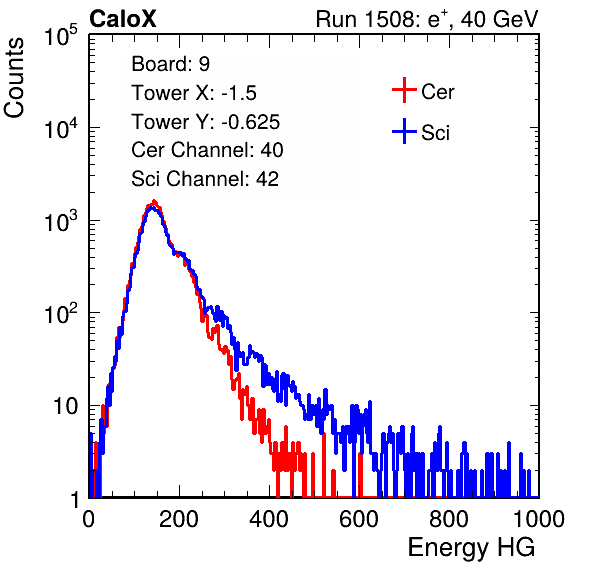 CaloX Run 1508: e⁺, 40 GeV
Counts
10⁵
10⁴
10³
10²
10
1
Board: 9
Tower X: -1.5
Tower Y: -0.625
Cer Channel: 40
Sci Channel: 42
Cer
Sci
0 200 400 600 800 1000
Energy HG